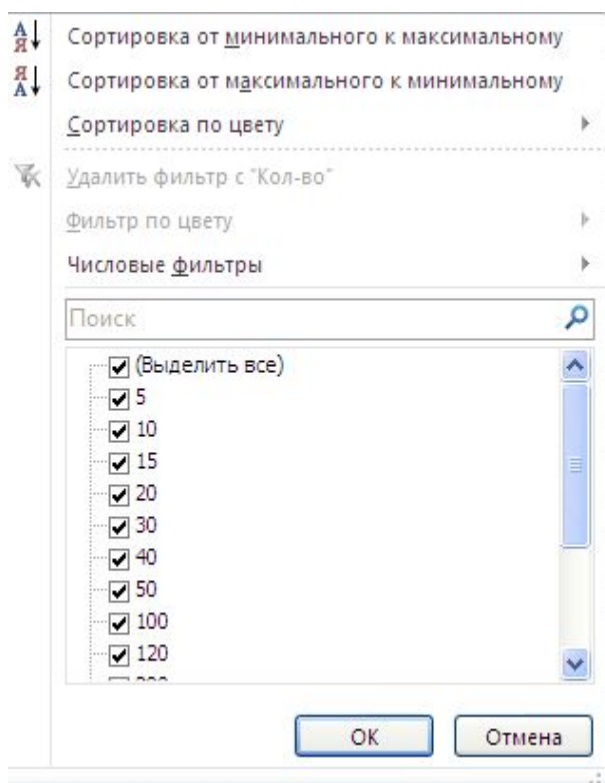 Сортировка от минимального к максимальному
Сортировка от максимального к минимальному
Сортировка по цвету
Удалить фильтр с "Кол-во"
Фильтр по цвету
Числовые фильтры
Поиск
(Выделить все)
5
10
15
20
30
40
50
100
120
ОК
Отмена